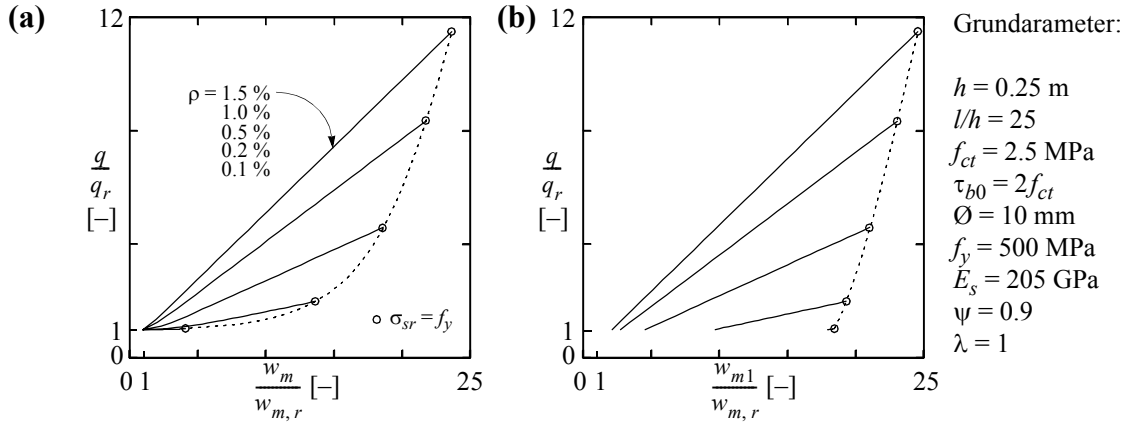 (a)
12
ρ = 1.5 %
1.0 %
0.5 %
0.2 %
0.1 %
q
q_r
[–]
σ_sr = f_y
1
0
0 1
w_m
w_m, r
[–]
25
(b)
12
q
q_r
[–]
1
0
0 1
w_m1
w_m, r
[–]
25
Grundarameter:
h = 0.25 m
l/h = 25
f_ct = 2.5 MPa
τ_b0 = 2f_ct
Ø = 10 mm
f_y = 500 MPa
E_s = 205 GPa
ψ = 0.9
λ = 1